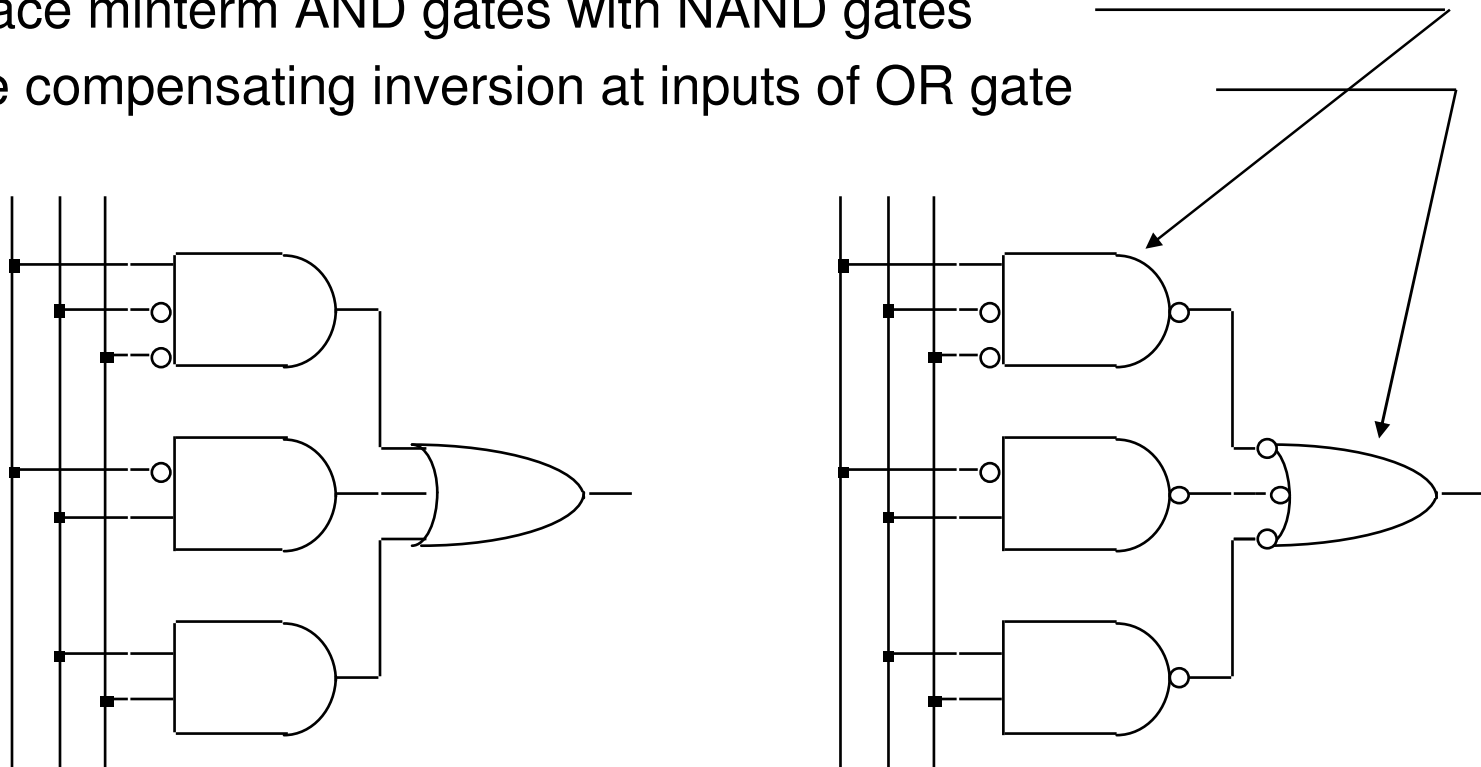 ace minterm AND gates with NAND gates
e compensating inversion at inputs of OR gate